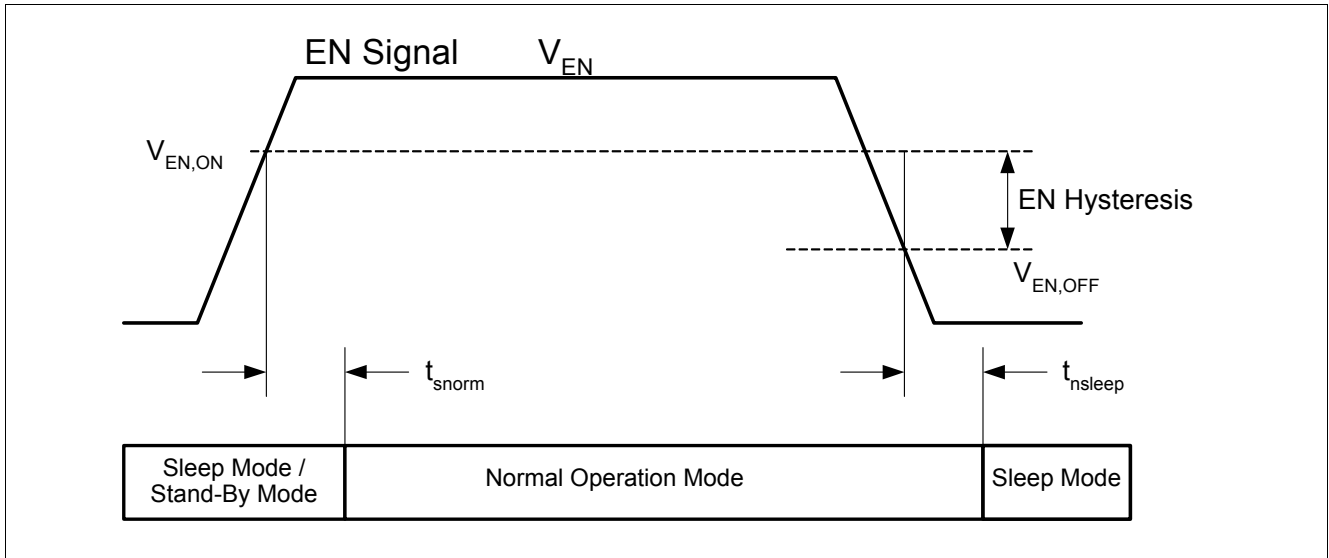 EN Signal V_EN
V_EN,ON
EN Hysteresis
V_EN,OFF
t_snorm
t_nsleep
Sleep Mode /
Stand-By Mode
Normal Operation Mode
Sleep Mode